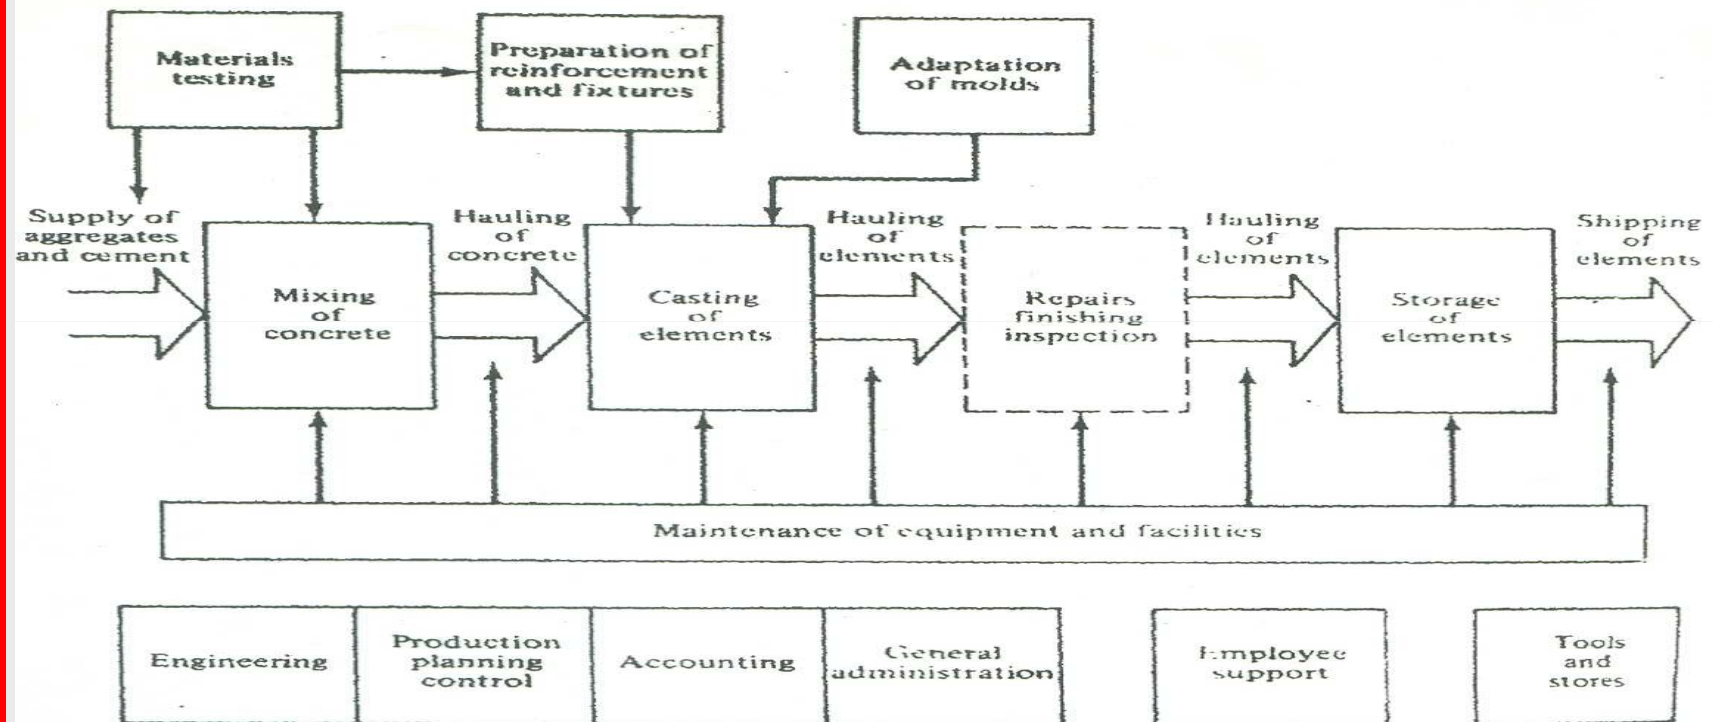 Materials
testing
Preparation of
reinforcement
and fixtures
Adaptation
of molds
Supply of
aggregates
and cement
Mixing
of
concrete
Hauling
of
concrete
Casting
of
elements
Hauling
of
elements
Repairs
finishing
inspection
Hauling
of
elements
Storage
of
elements
Shipping
of
elements
Maintenance of equipment and facilities
Engineering
Production
planning
control
Accounting
General
administration
Employee
support
Tools
and
stores